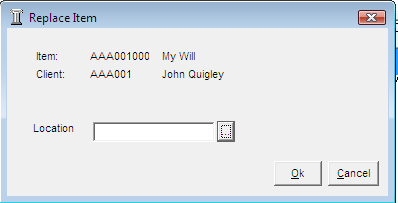 Replace Item
Item: AAA001000 My Will
Client: AAA001 John Quigley
Location
Ok Cancel